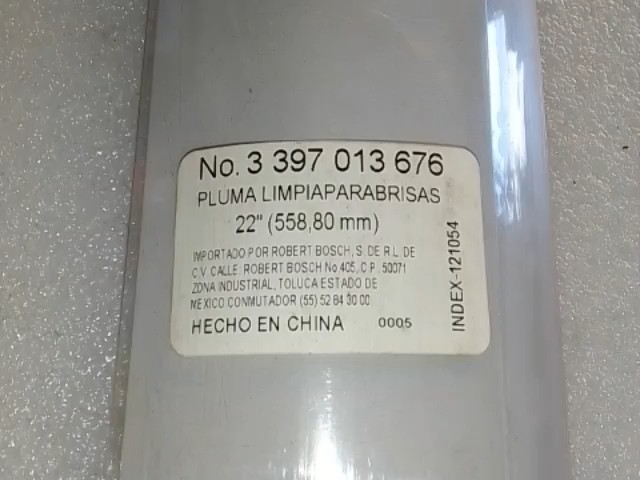 No. 3 397 013 676
PLUMA LIMPIAPARABRISAS
22" (558,80 mm)
IMPORTADO POR ROBERT BOSCH, S. DE R.L. DE
C.V. CALLE: ROBERT BOSCH No 405, C.P. 50071
ZONA INDUSTRIAL, TOLUCA ESTADO DE
MEXICO CONMUTADOR (55) 52 84 30 00
HECHO EN CHINA 0005
INDEX-121054